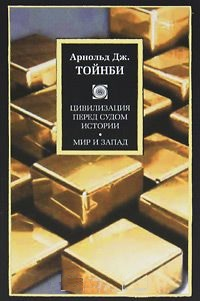 Арнольд Дж.
ТОЙНБИ
ЦИВИЛИЗАЦИЯ
ПЕРЕД СУДОМ
ИСТОРИИ
•
МИР И ЗАПАД